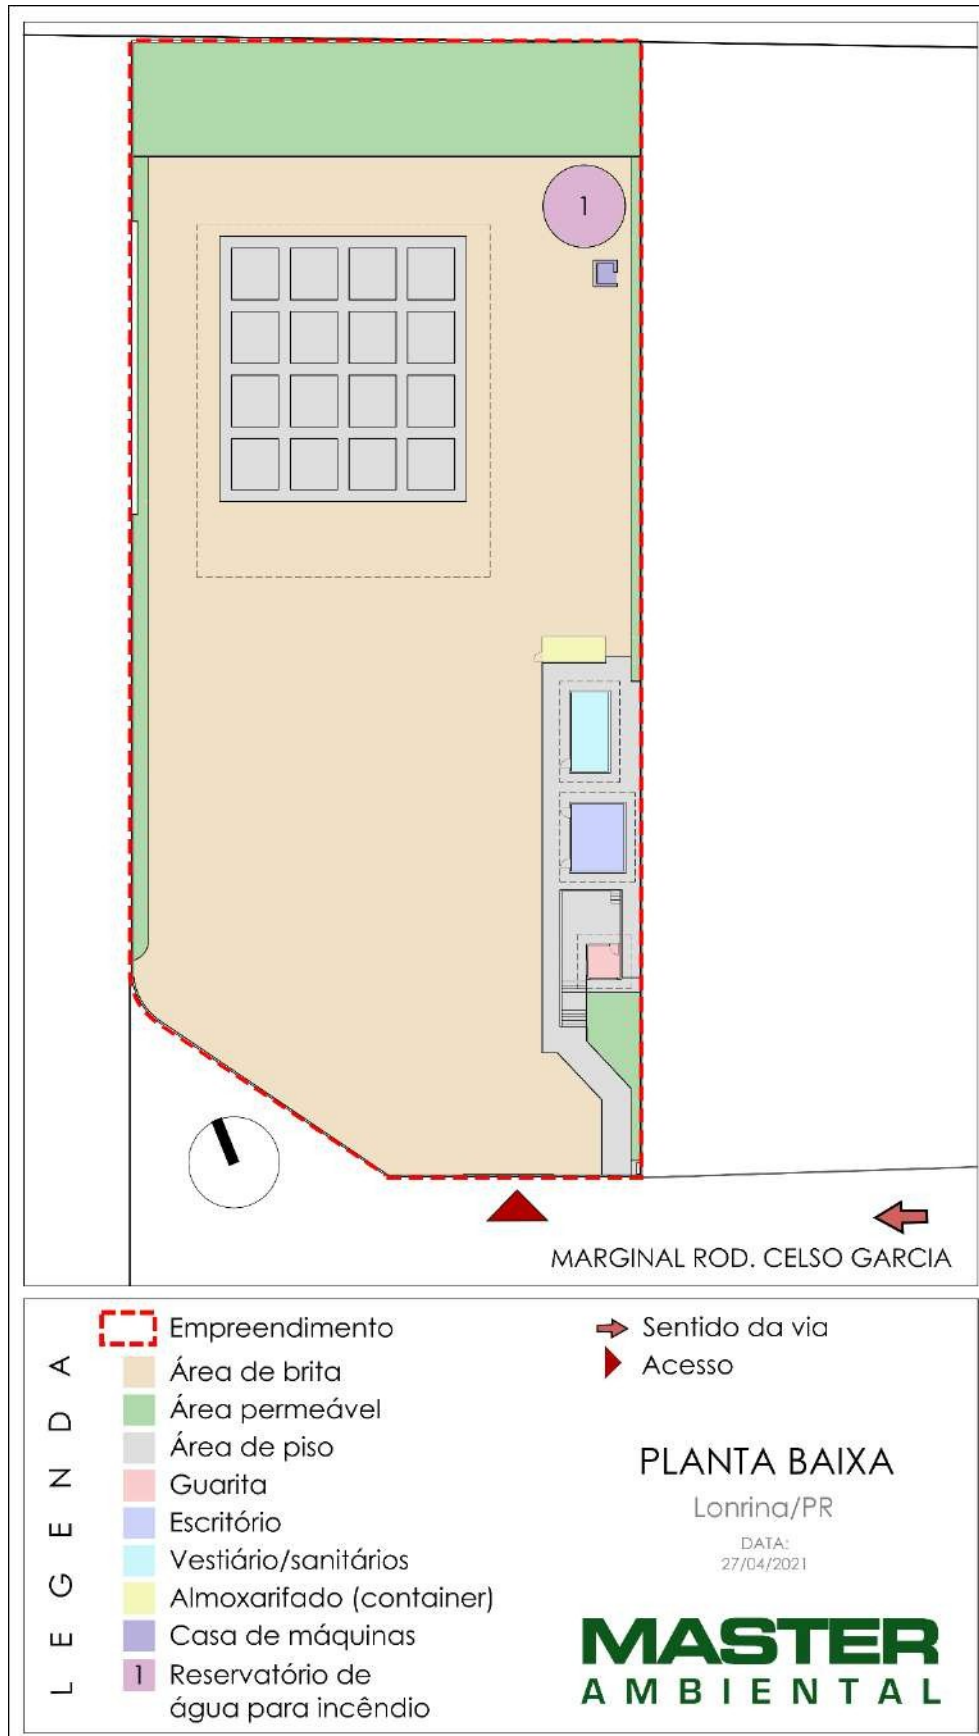 1
MARGINAL ROD. CELSO GARCIA
LEGENDA
Empreendimento
Área de brita
Área permeável
Área de piso
Guarita
Escritório
Vestiário/sanitários
Almoxarifado (container)
Casa de máquinas
1 Reservatório de
água para incêndio
Sentido da via
Acesso
PLANTA BAIXA
Lonrina/PR
DATA:
27/04/2021
MASTER
AMBIENTAL